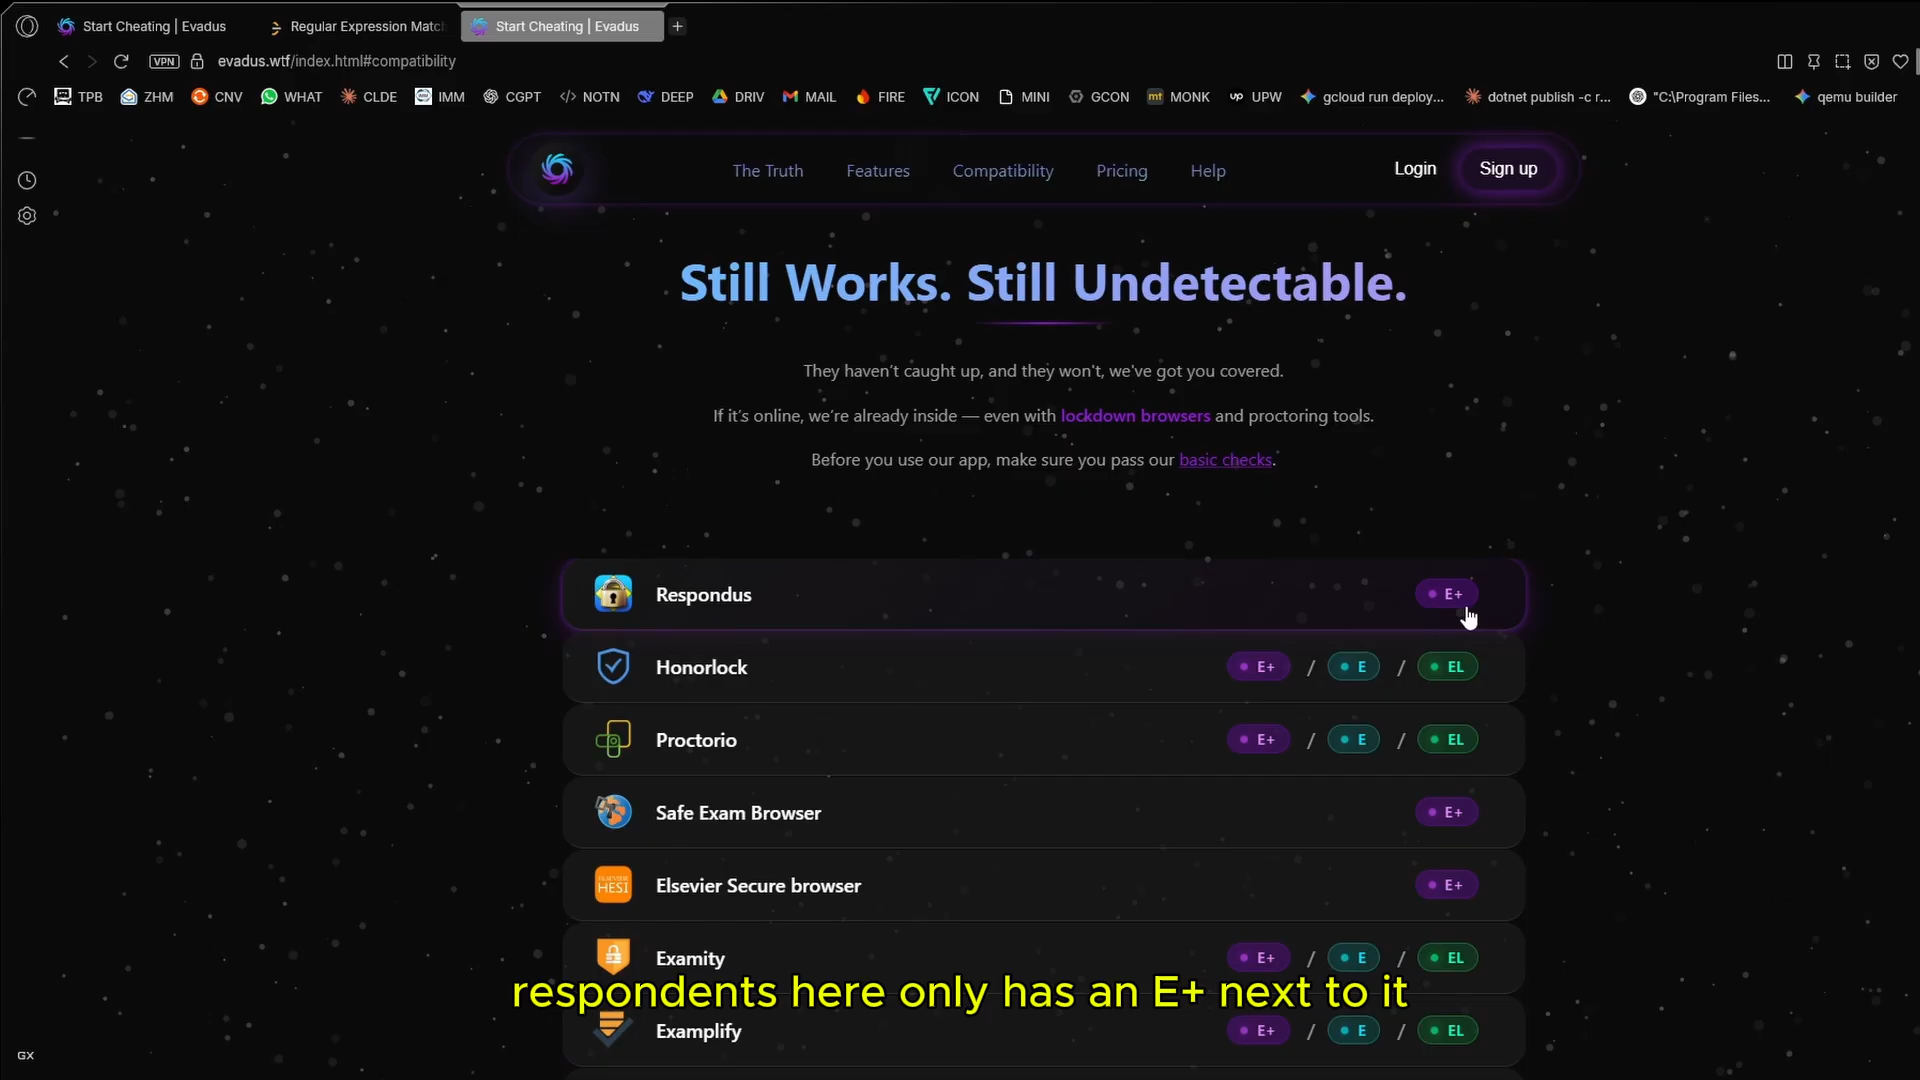 Start Cheating | Evadus
Regular Expression Matc
Start Cheating | Evadus
VPN
evadus.wtf/index.html#compatibility
TPB
ZHM
CNV
WHAT
CLDE
IMM
CGPT
NOTN
DEEP
DRIV
MAIL
FIRE
ICON
MINI
GCON
mt MONK
up UPW
gcloud run deploy...
dotnet publish -c r...
"C:\Program Files...
qemu builder
The Truth
Features
Compatibility
Pricing
Help
Login
Sign up
Still Works. Still Undetectable.
They haven't caught up, and they won't, we've got you covered.
If it's online, we're already inside — even with lockdown browsers and proctoring tools.
Before you use our app, make sure you pass our basic checks.
Respondus E+
Honorlock E+ / E / EL
Proctorio E+ / E / EL
Safe Exam Browser E+
HESI Elsevier Secure browser E+
Examity E+ / E / EL
respondents here only has an E+ next to it
Examplify E+ / E / EL
GX